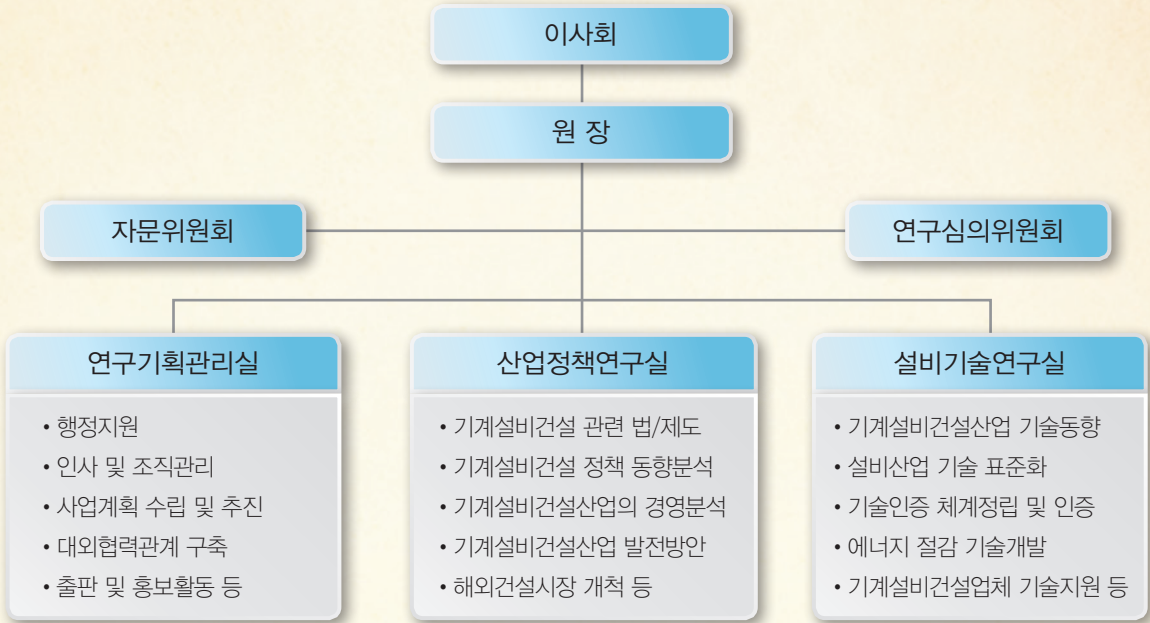 이사회
원 장
자문위원회
연구심의위원회
연구기획관리실
• 행정지원
• 인사 및 조직관리
• 사업계획 수립 및 추진
• 대외협력관계 구축
• 출판 및 홍보활동 등
산업정책연구실
• 기계설비건설 관련 법/제도
• 기계설비건설 정책 동향분석
• 기계설비건설산업의 경영분석
• 기계설비건설산업 발전방안
• 해외건설시장 개척 등
설비기술연구실
• 기계설비건설산업 기술동향
• 설비산업 기술 표준화
• 기술인증 체계정립 및 인증
• 에너지 절감 기술개발
• 기계설비건설업체 기술지원 등